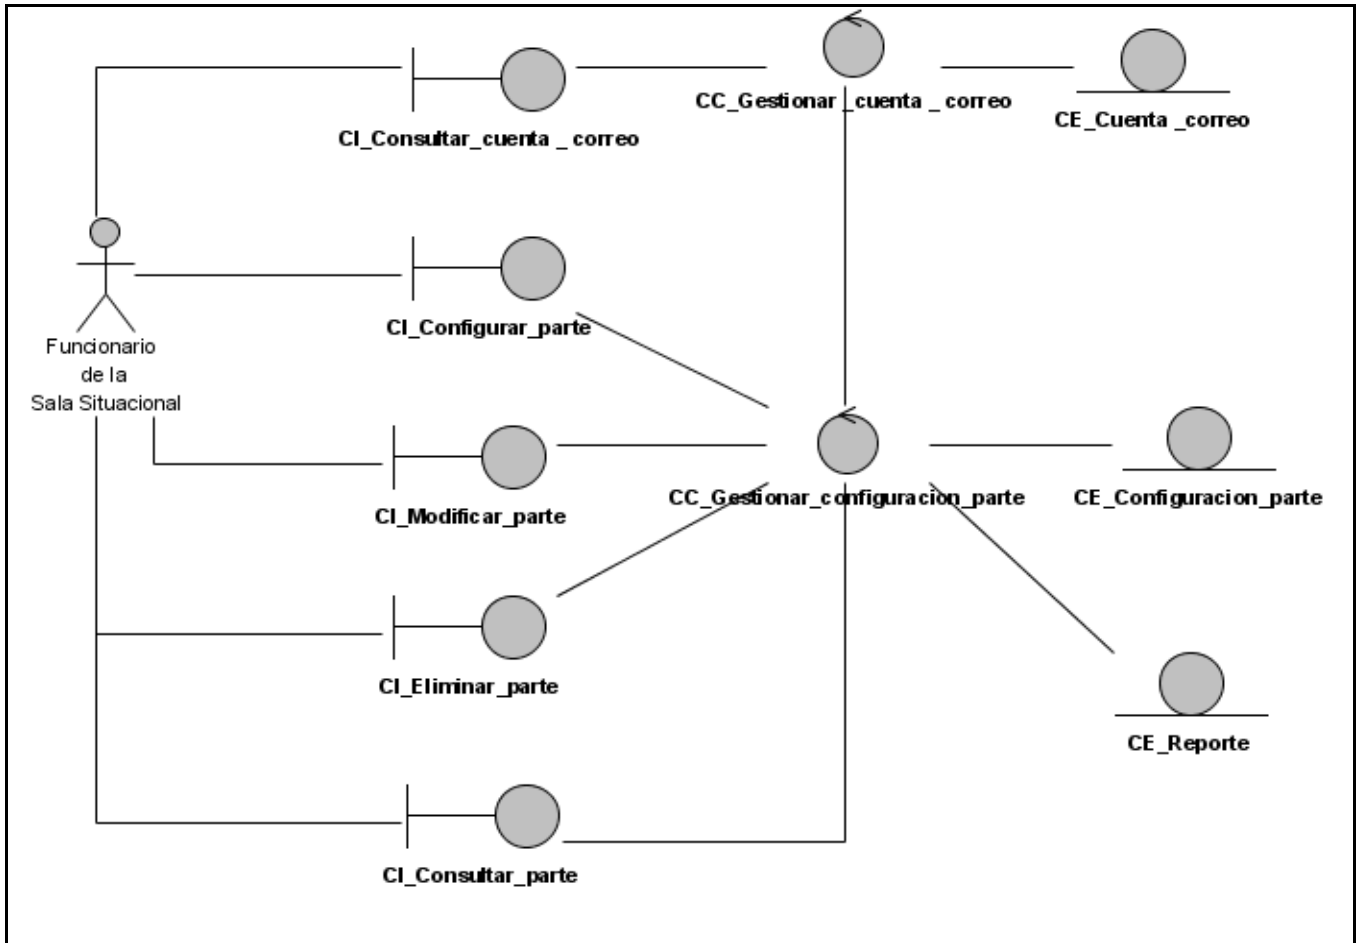 CC_Gestionar _cuenta _ correo
CE_Cuenta _correo
CI_Consultar_cuenta _ correo
CI_Configurar_parte
Funcionario
de la
Sala Situacional
CC_Gestionar_configuracion_parte
CE_Configuracion_parte
CI_Modificar_parte
CI_Eliminar_parte
CE_Reporte
CI_Consultar_parte